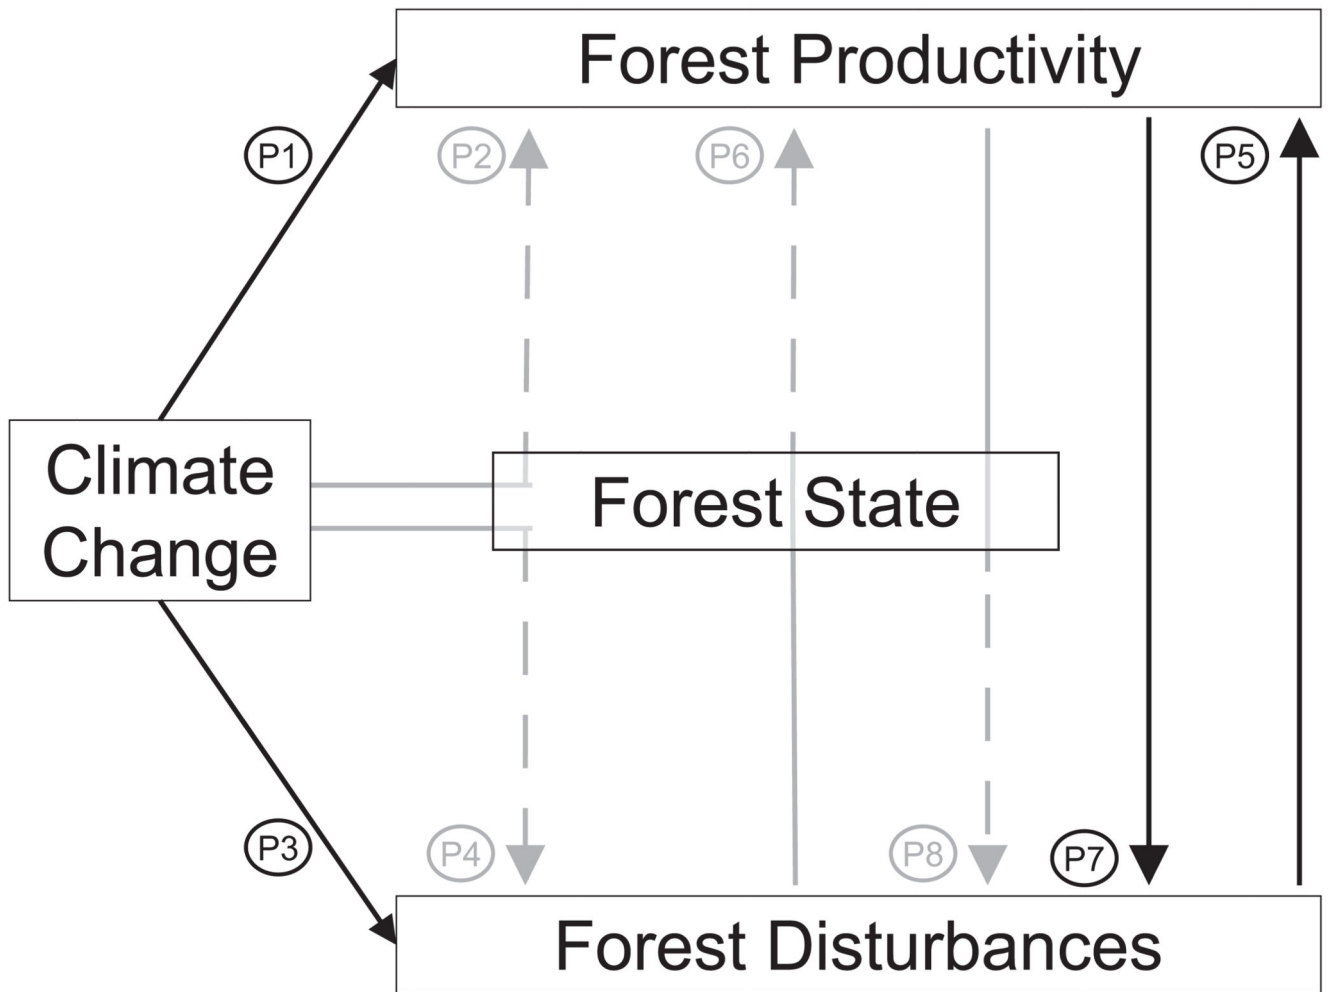 Forest Productivity
P1
P2
P6
P5
Climate
Change
Forest State
P3
P4
P8
P7
Forest Disturbances